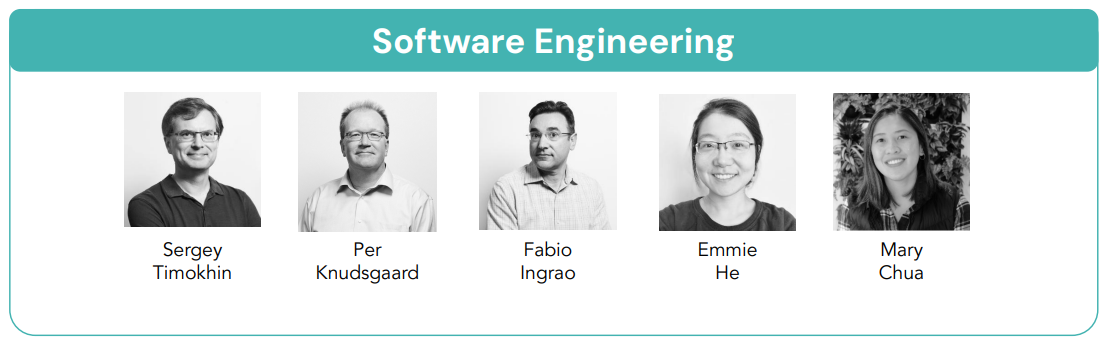 Software Engineering
Sergey
Timokhin
Per
Knudsgaard
Fabio
Ingrao
Emmie
He
Mary
Chua